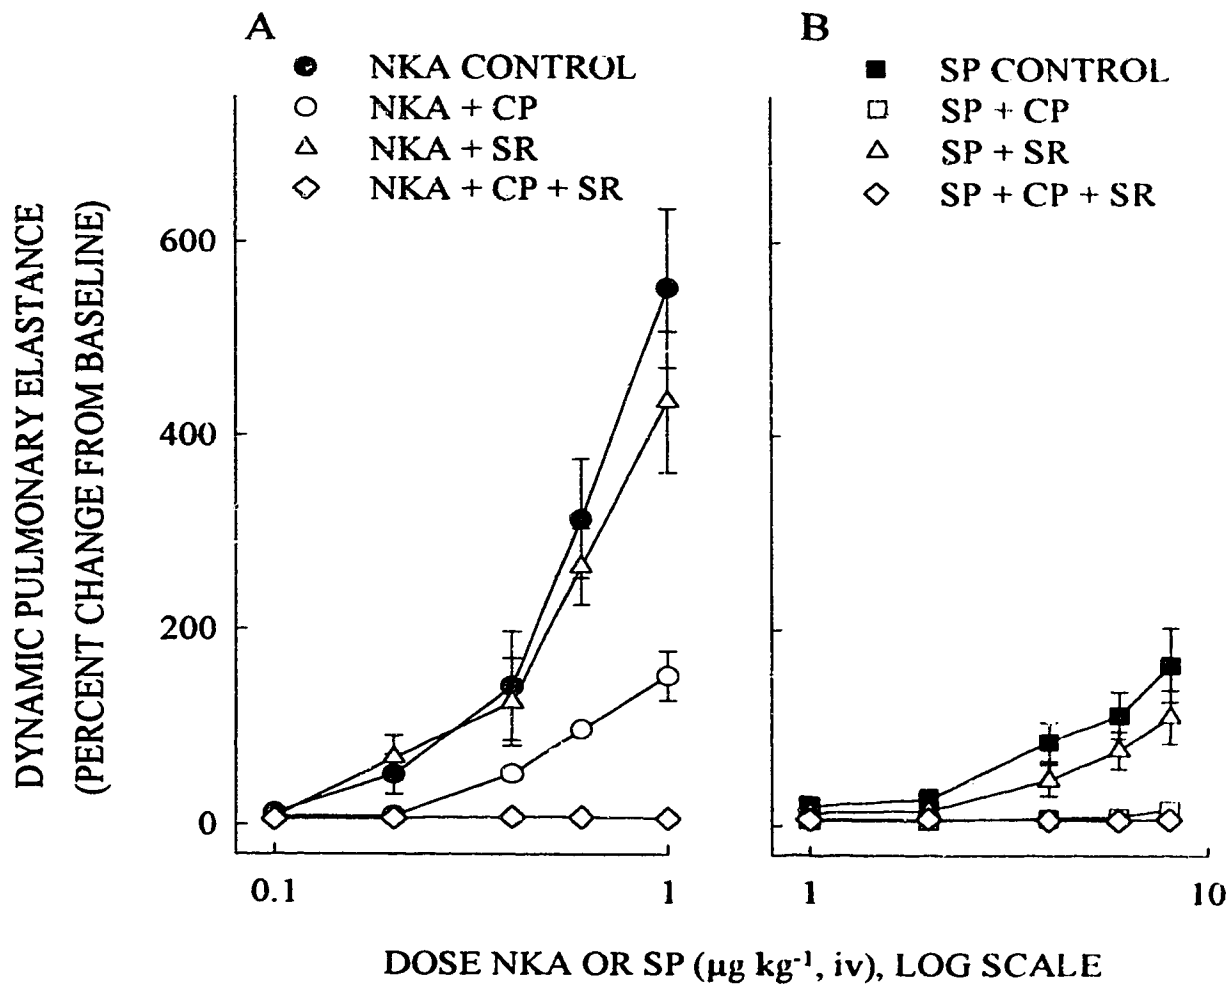 A
NKA CONTROL
NKA + CP
NKA + SR
NKA + CP + SR
B
SP CONTROL
SP + CP
SP + SR
SP + CP + SR
DYNAMIC PULMONARY ELASTANCE
(PERCENT CHANGE FROM BASELINE)
600
400
200
0
0.1
1
1
10
DOSE NKA OR SP (µg kg⁻¹, iv), LOG SCALE